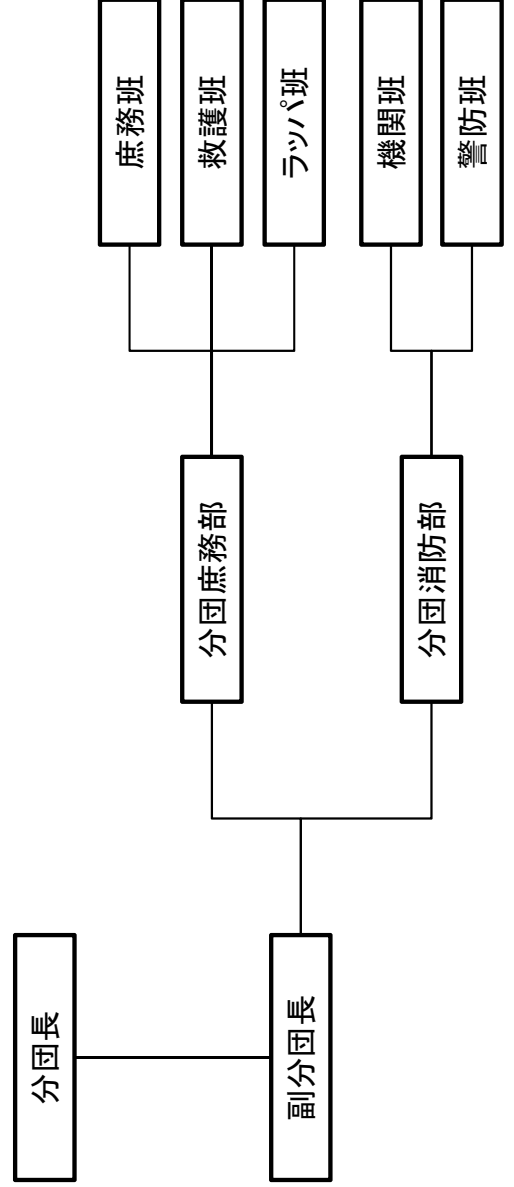 分団長
副分団長
分団庶務部
分団消防部
庶務班
救護班
ラッパ班
機関班
警防班